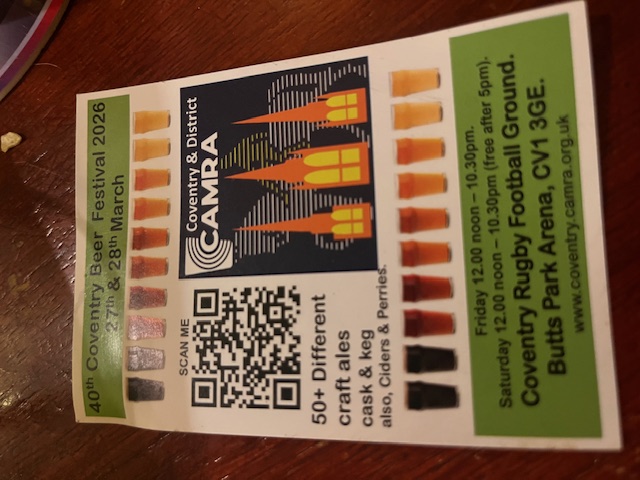 40th Coventry Beer Festival 2026
27th & 28th March
Coventry & District
CAMRA
SCAN ME
50+ Different
craft ales
cask & keg
also, Ciders & Perries.
Friday 12.00 noon – 10.30pm.
Saturday 12.00 noon – 10.30pm (free after 5pm).
Coventry Rugby Football Ground.
Butts Park Arena, CV1 3GE.
www.coventry.camra.org.uk